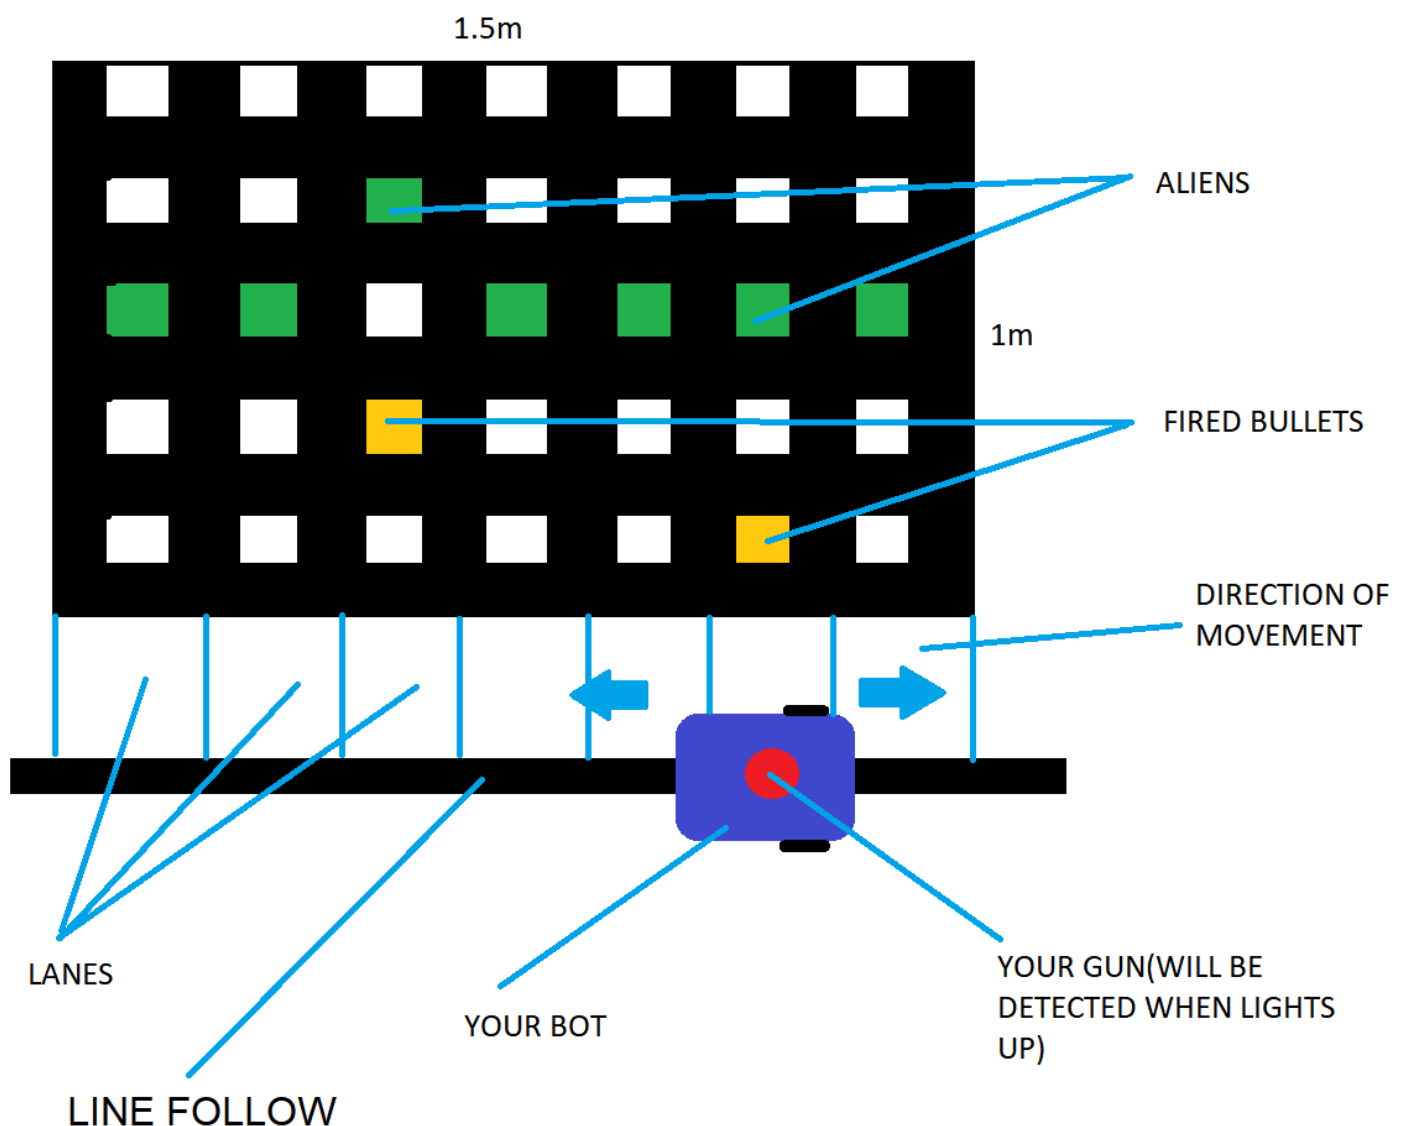 1.5m
ALIENS
1m
FIRED BULLETS
DIRECTION OF
MOVEMENT
LANES
YOUR BOT
YOUR GUN(WILL BE
DETECTED WHEN LIGHTS
UP)
LINE FOLLOW